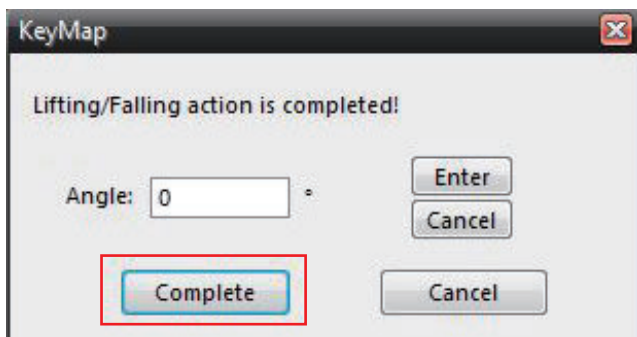 KeyMap
Lifting/Falling action is completed!
Angle: 0 °
Enter
Cancel
Complete Cancel